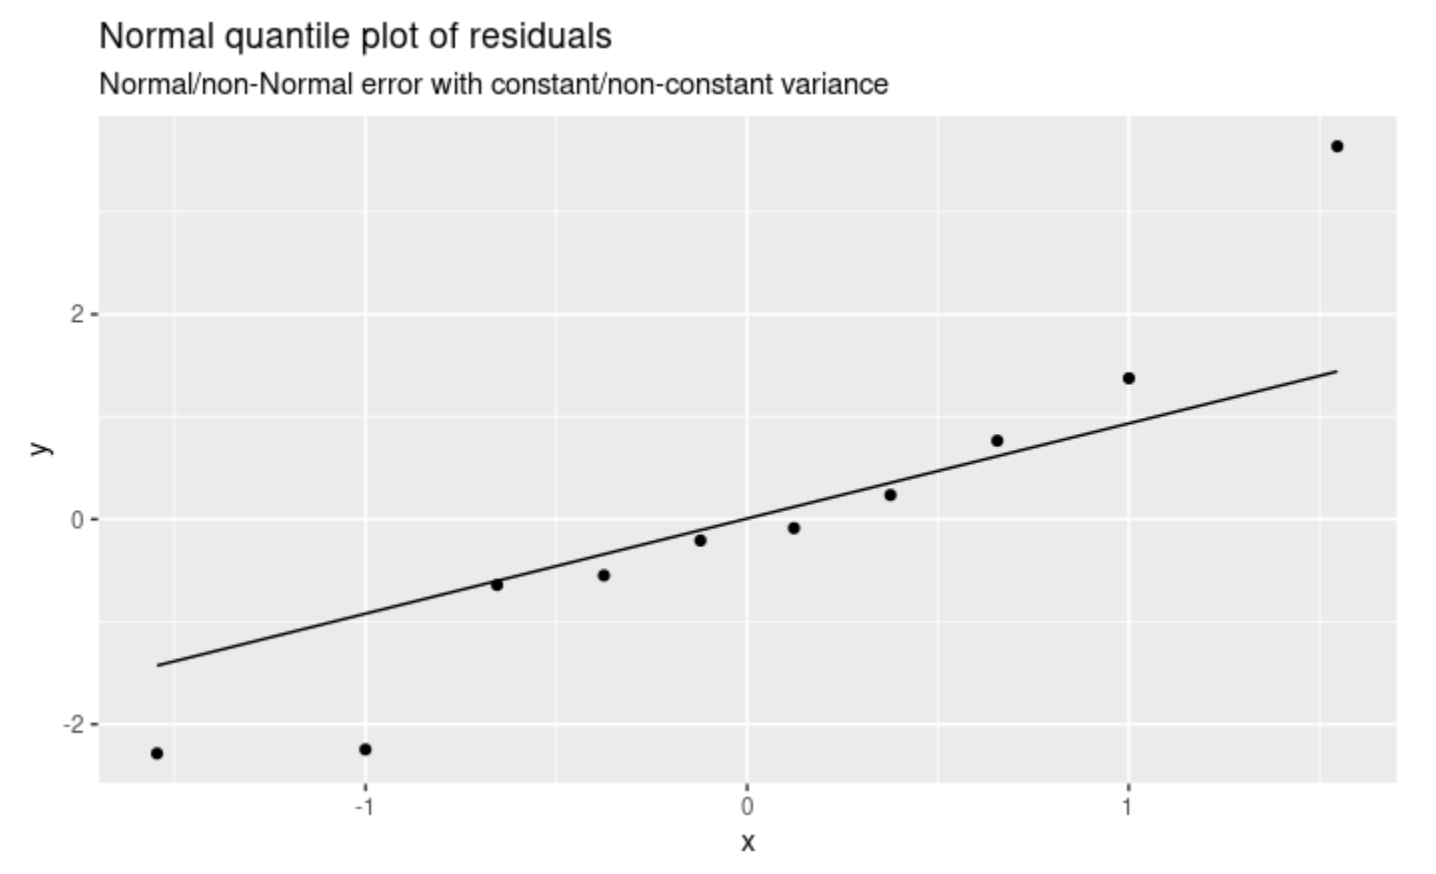 Normal quantile plot of residuals
Normal/non-Normal error with constant/non-constant variance
2
0
-2
y
-1 0 1
x